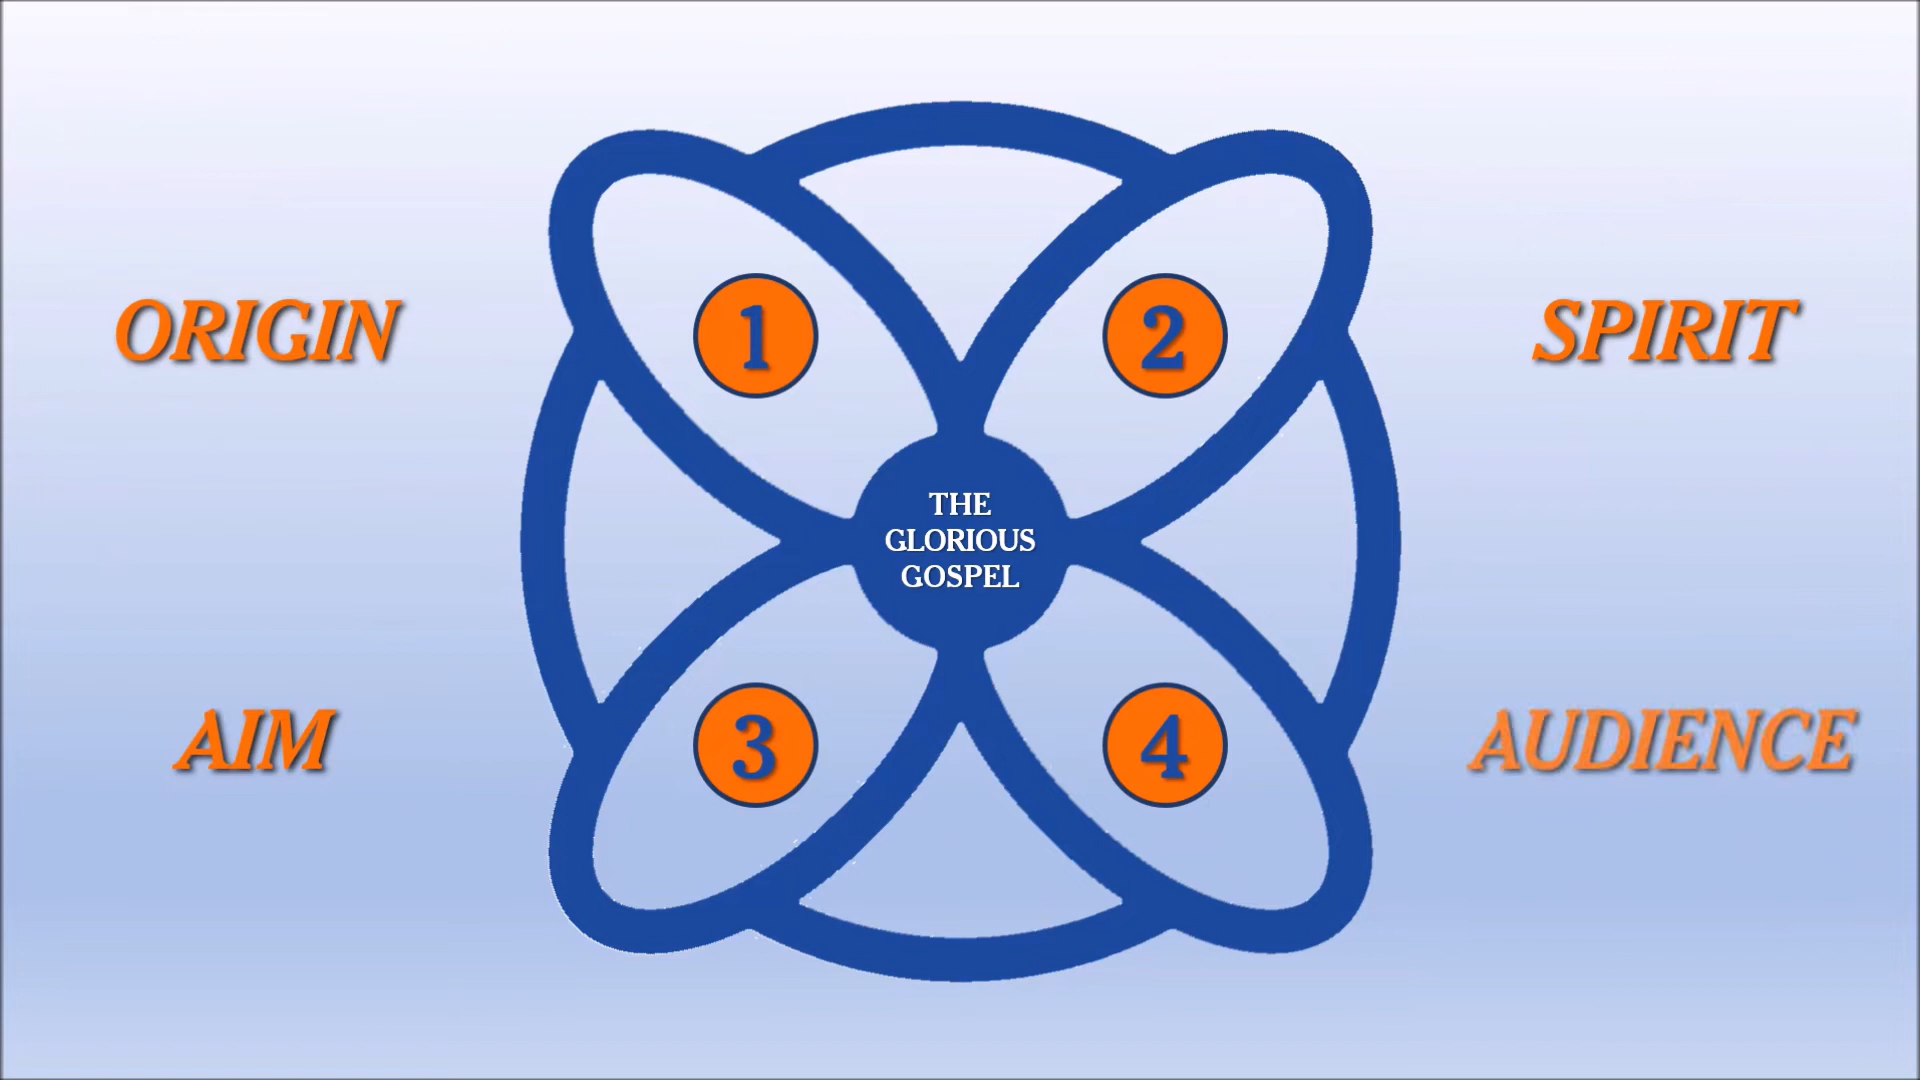 ORIGIN
1
2
SPIRIT
THE
GLORIOUS
GOSPEL
AIM
3
4
AUDIENCE